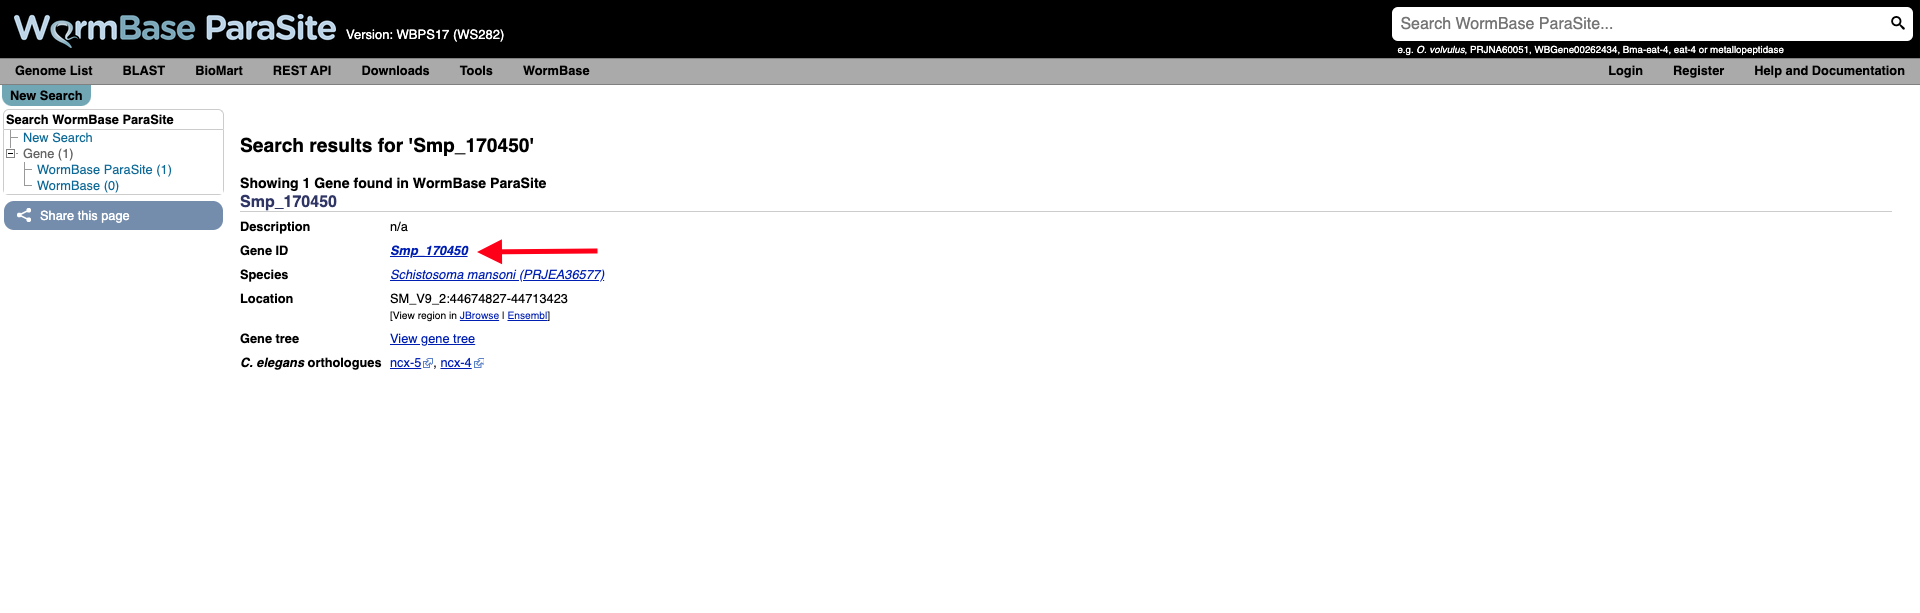 WormBase ParaSite Version: WBPS17 (WS282)
Search WormBase ParaSite...
e.g. O. volvulus, PRJNA60051, WBGene00262434, Bma-eat-4, eat-4 or metallopeptidase
Genome List BLAST BioMart REST API Downloads Tools WormBase Login Register Help and Documentation
New Search
Search WormBase ParaSite
New Search
Gene (1)
WormBase ParaSite (1)
WormBase (0)
Share this page
Search results for 'Smp_170450'
Showing 1 Gene found in WormBase ParaSite
Smp_170450
Description n/a
Gene ID Smp_170450
Species Schistosoma mansoni (PRJEA36577)
Location SM_V9_2:44674827-44713423
[View region in JBrowse | Ensembl]
Gene tree View gene tree
C. elegans orthologues ncx-5, ncx-4